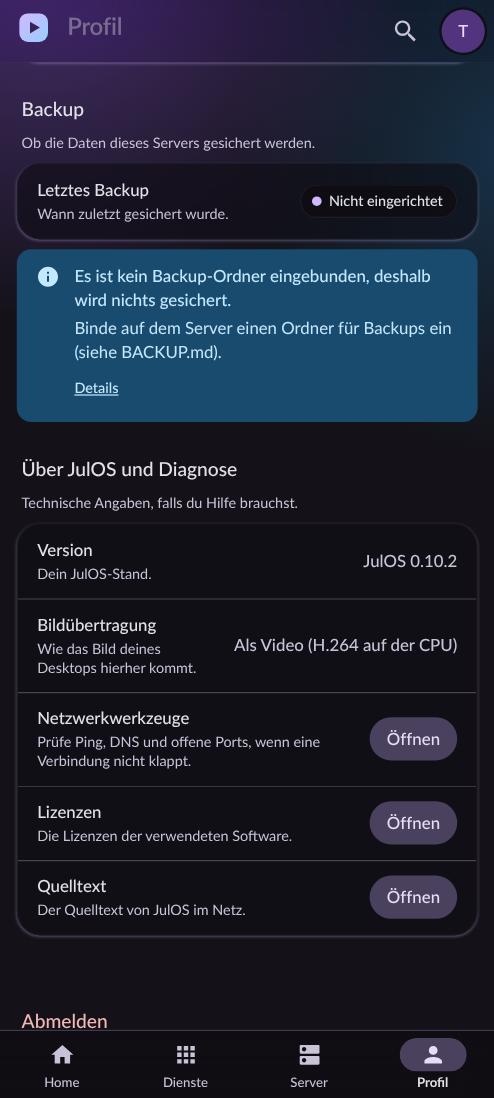 Profil
T
Backup
Ob die Daten dieses Servers gesichert werden.
Letztes Backup
Wann zuletzt gesichert wurde.
Nicht eingerichtet
Es ist kein Backup-Ordner eingebunden, deshalb
wird nichts gesichert.
Binde auf dem Server einen Ordner für Backups ein
(siehe BACKUP.md).
Details
Über JulOS und Diagnose
Technische Angaben, falls du Hilfe brauchst.
Version
Dein JulOS-Stand.
JulOS 0.10.2
Bildübertragung
Wie das Bild deines
Desktops hierher kommt.
Als Video (H.264 auf der CPU)
Netzwerkwerkzeuge
Prüfe Ping, DNS und offene Ports, wenn eine
Verbindung nicht klappt.
Öffnen
Lizenzen
Die Lizenzen der verwendeten Software.
Öffnen
Quelltext
Der Quelltext von JulOS im Netz.
Öffnen
Abmelden
Home
Dienste
Server
Profil